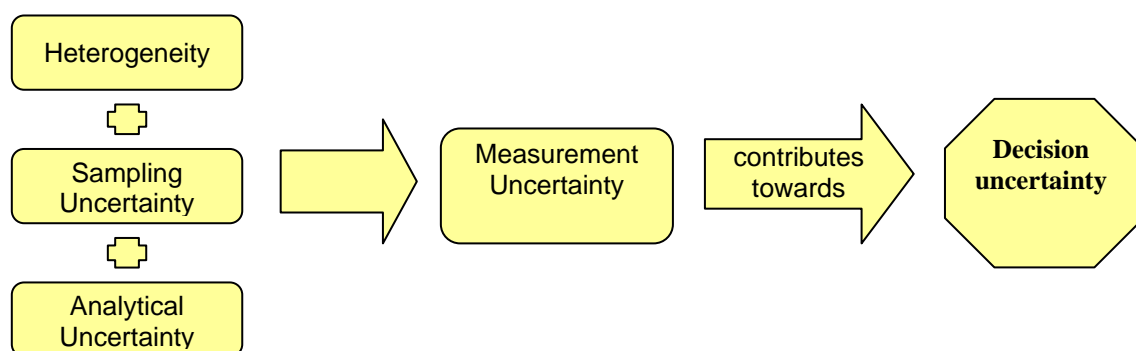 Heterogeneity
Sampling
Uncertainty
Analytical
Uncertainty
Measurement
Uncertainty
contributes
towards
Decision
uncertainty